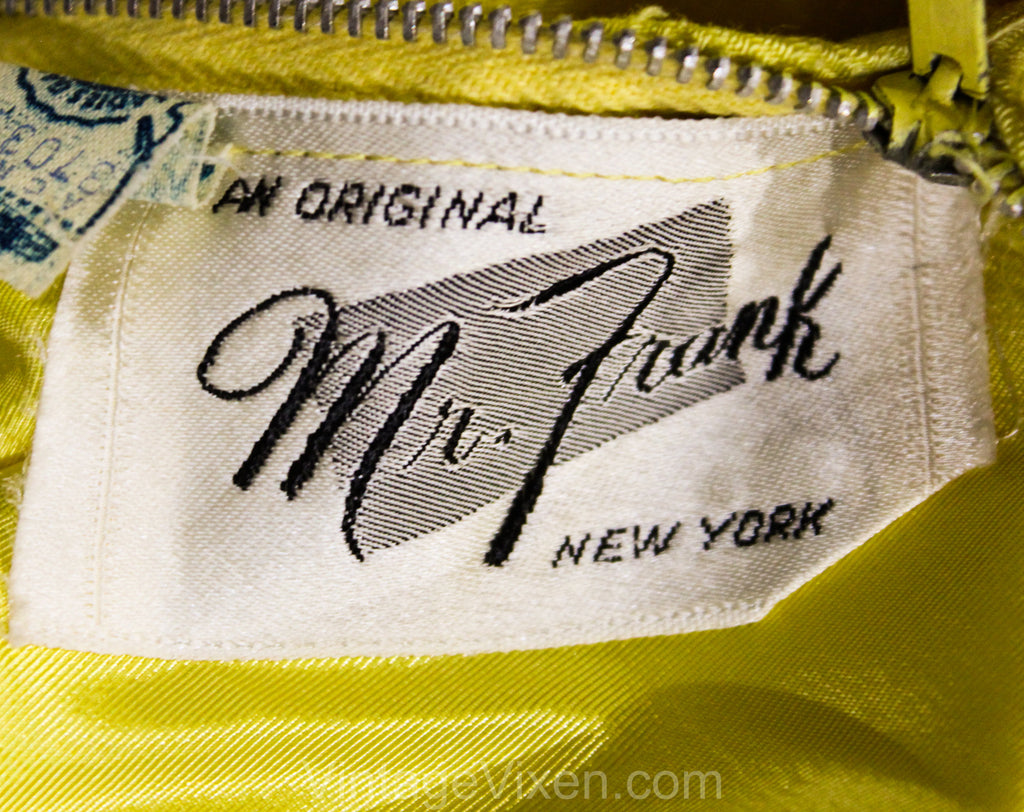 AN ORIGINAL
Mr. Frank
NEW YORK
VintageVixen.com